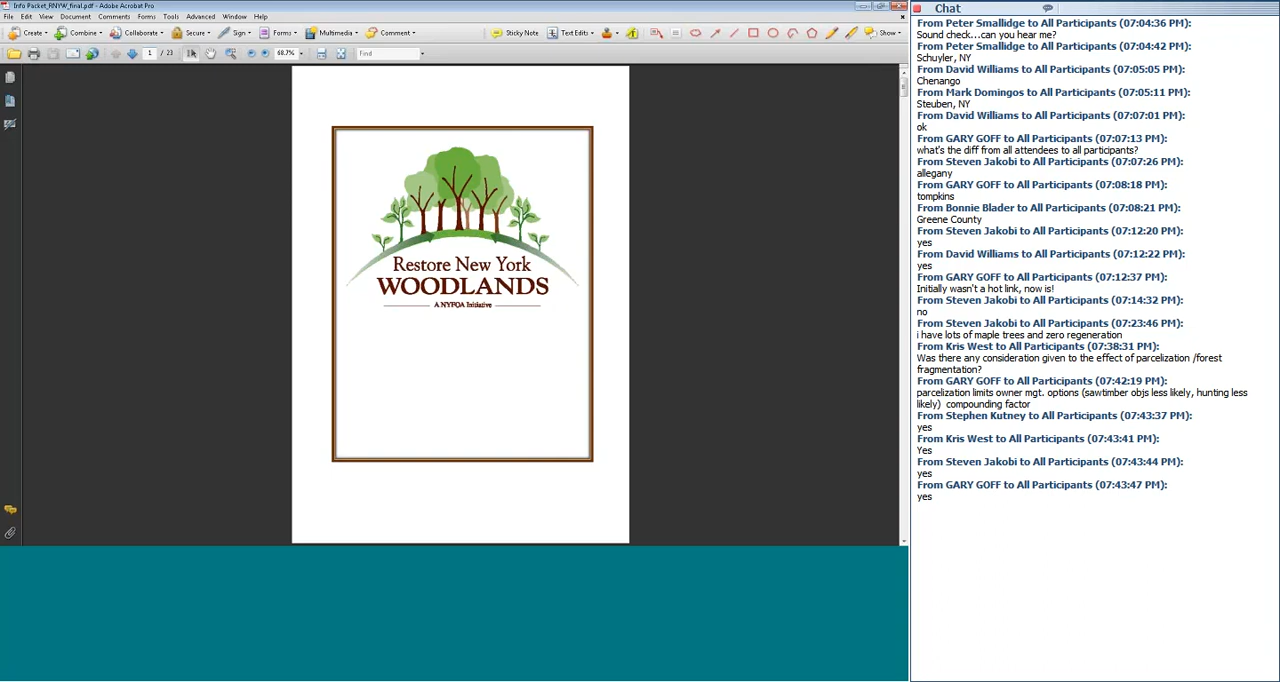 Info Packet_RNYW_final.pdf - Adobe Acrobat Pro
File Edit View Document Comments Forms Tools Advanced Window Help
Create Combine Collaborate Secure Sign Forms Multimedia Comment Sticky Note Text Edits Show
1 / 23 68.7% Find
Restore New York
WOODLANDS
A NYFOA Initiative
Chat
From Peter Smallidge to All Participants (07:04:36 PM):
Sound check...can you hear me?
From Peter Smallidge to All Participants (07:04:42 PM):
Schuyler, NY
From David Williams to All Participants (07:05:05 PM):
Chenango
From Mark Domingos to All Participants (07:05:11 PM):
Steuben, NY
From David Williams to All Participants (07:07:01 PM):
ok
From GARY GOFF to All Participants (07:07:13 PM):
what's the diff from all attendees to all participants?
From Steven Jakobi to All Participants (07:07:26 PM):
allegany
From GARY GOFF to All Participants (07:08:18 PM):
tompkins
From Bonnie Blader to All Participants (07:08:21 PM):
Greene County
From Steven Jakobi to All Participants (07:12:20 PM):
yes
From David Williams to All Participants (07:12:22 PM):
yes
From GARY GOFF to All Participants (07:12:37 PM):
Initially wasn't a hot link, now is!
From Steven Jakobi to All Participants (07:14:32 PM):
no
From Steven Jakobi to All Participants (07:23:46 PM):
i have lots of maple trees and zero regeneration
From Kris West to All Participants (07:38:31 PM):
Was there any consideration given to the effect of parcelization /forest
fragmentation?
From GARY GOFF to All Participants (07:42:19 PM):
parcelization limits owner mgt. options (sawtimber objs less likely, hunting less
likely) compounding factor
From Stephen Kutney to All Participants (07:43:37 PM):
yes
From Kris West to All Participants (07:43:41 PM):
Yes
From Steven Jakobi to All Participants (07:43:44 PM):
yes
From GARY GOFF to All Participants (07:43:47 PM):
yes